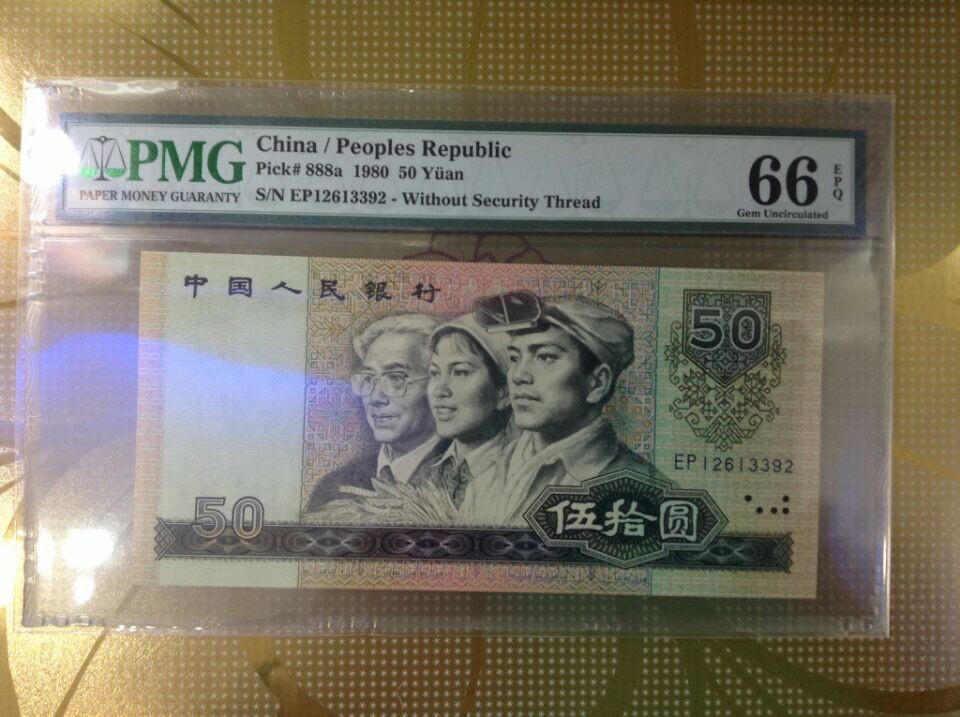 PMG
PAPER MONEY GUARANTY
China / Peoples Republic
Pick# 888a 1980 50 Yüan
S/N EP12613392 - Without Security Thread
66
EPQ
Gem Uncirculated
中国人民银行
50
EP12613392
50
伍拾圆